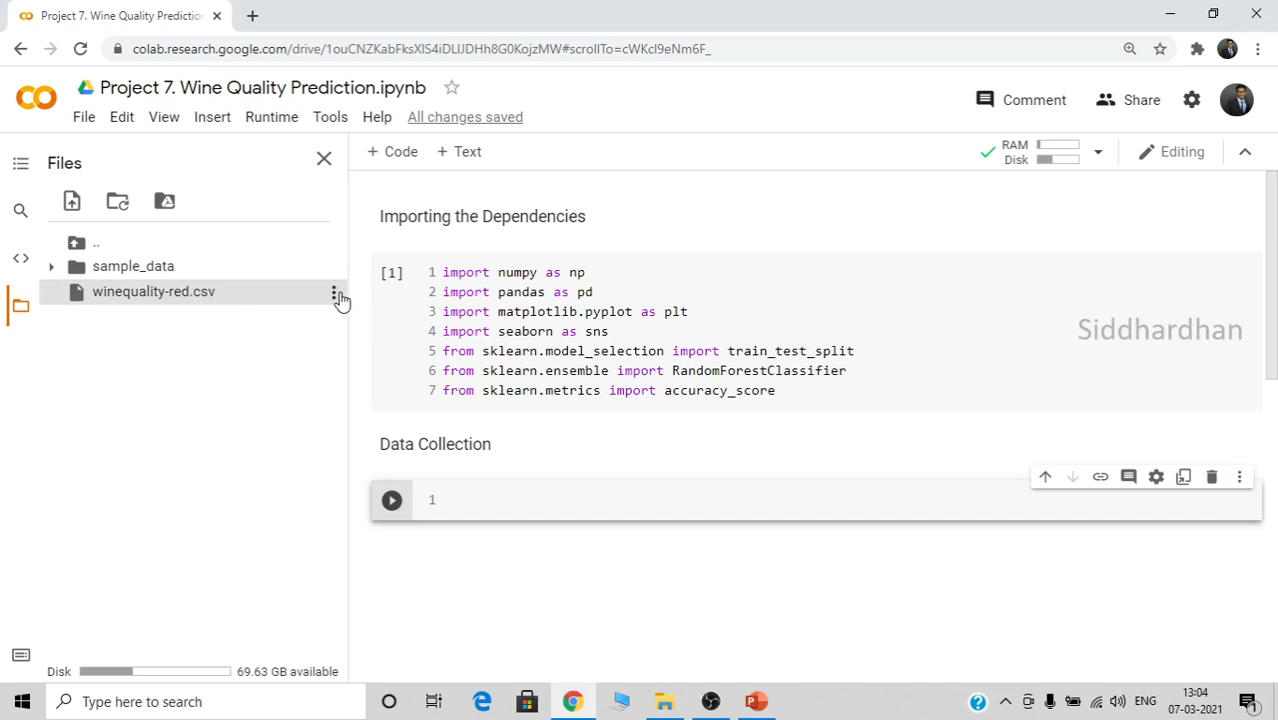 Project 7. Wine Quality Predictio
colab.research.google.com/drive/1ouCNZKabFksXIS4iDLIJDHh8G0KojzMW#scrollTo=cWKcI9eNm6F_
Project 7. Wine Quality Prediction.ipynb
Comment
Share
File Edit View Insert Runtime Tools Help All changes saved
Files
+ Code + Text
RAM
Disk
Editing
..
sample_data
winequality-red.csv
Importing the Dependencies
[1]
1 import numpy as np
2 import pandas as pd
3 import matplotlib.pyplot as plt
4 import seaborn as sns
5 from sklearn.model_selection import train_test_split
6 from sklearn.ensemble import RandomForestClassifier
7 from sklearn.metrics import accuracy_score
Siddhardhan
Data Collection
1
Disk 69.63 GB available
Type here to search
ENG
13:04
07-03-2021
1